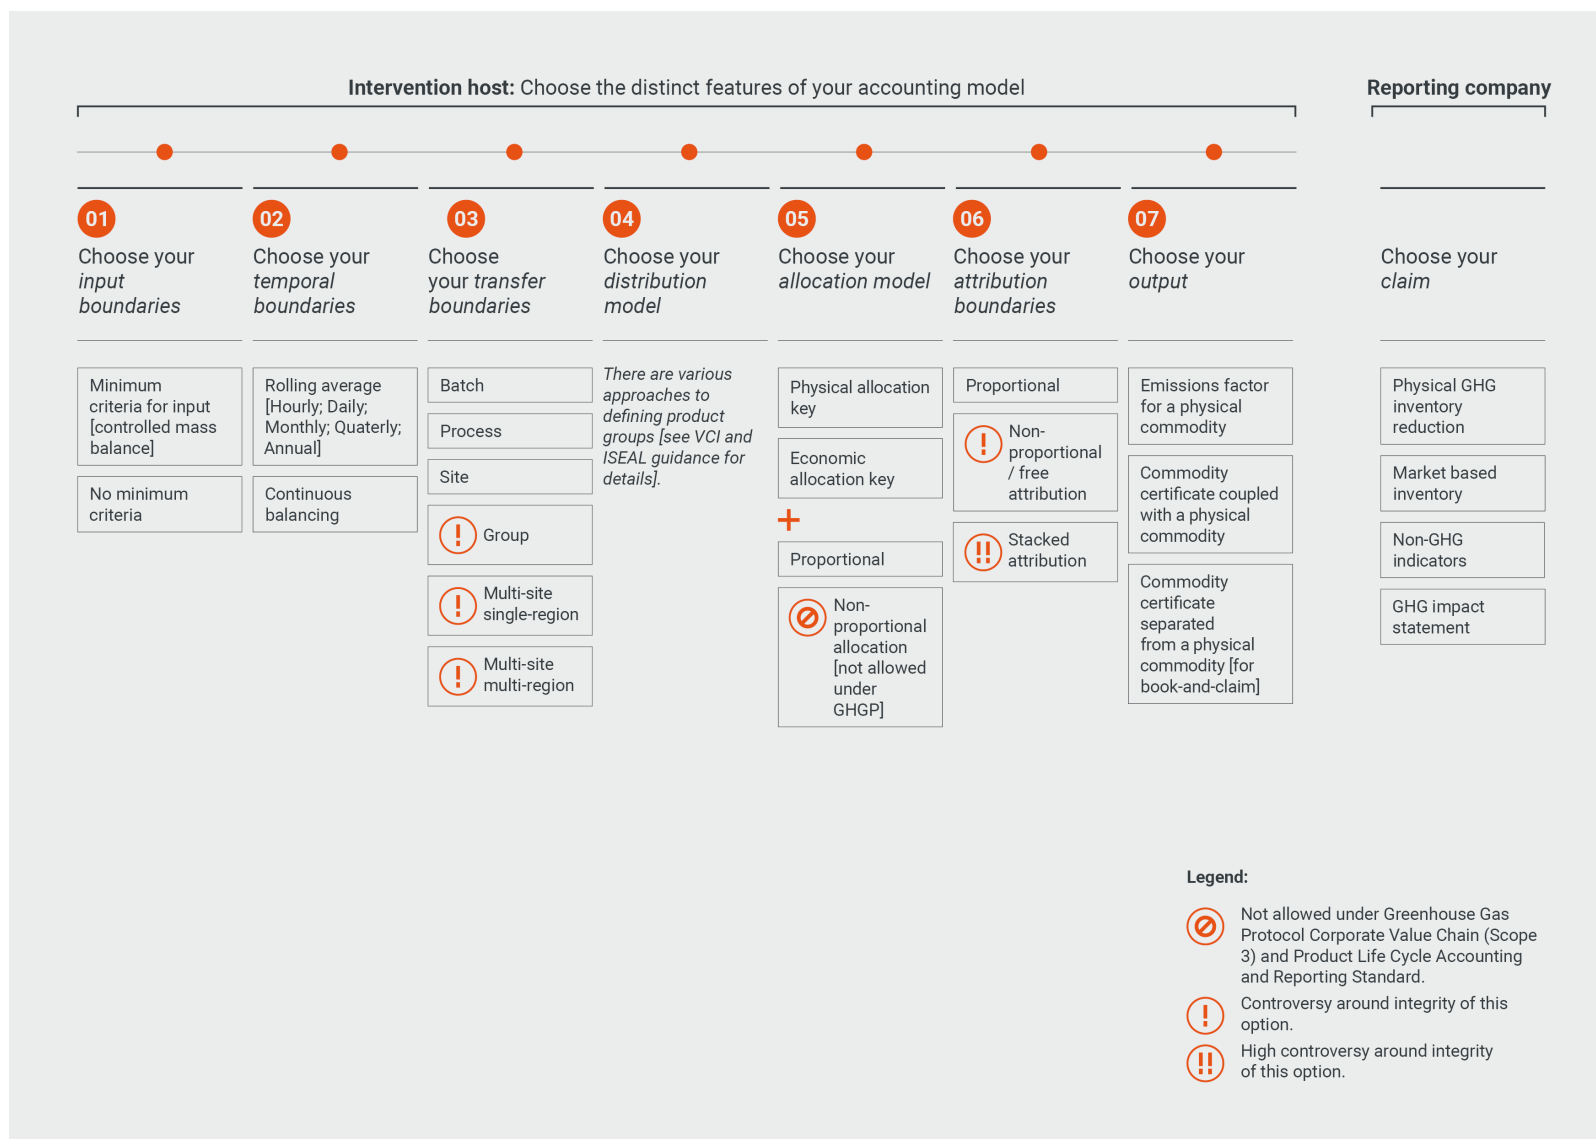 Intervention host: Choose the distinct features of your accounting model
Reporting company
01
Choose your
input
boundaries
Minimum
criteria for input
[controlled mass
balance]
No minimum
criteria
02
Choose your
temporal
boundaries
Rolling average
[Hourly; Daily;
Monthly; Quaterly;
Annual]
Continuous
balancing
03
Choose
your transfer
boundaries
Batch
Process
Site
! Group
! Multi-site
single-region
! Multi-site
multi-region
04
Choose your
distribution
model
There are various
approaches to
defining product
groups [see VCI and
ISEAL guidance for
details].
05
Choose your
allocation model
Physical allocation
key
Economic
allocation key
+
Proportional
Non-
proportional
allocation
[not allowed
under
GHGP]
06
Choose your
attribution
boundaries
Proportional
! Non-
proportional
/ free
attribution
!! Stacked
attribution
07
Choose your
output
Emissions factor
for a physical
commodity
Commodity
certificate coupled
with a physical
commodity
Commodity
certificate
separated
from a physical
commodity [for
book-and-claim]
Choose your
claim
Physical GHG
inventory
reduction
Market based
inventory
Non-GHG
indicators
GHG impact
statement
Legend:
Not allowed under Greenhouse Gas
Protocol Corporate Value Chain (Scope
3) and Product Life Cycle Accounting
and Reporting Standard.
! Controversy around integrity of this
option.
!! High controversy around integrity
of this option.